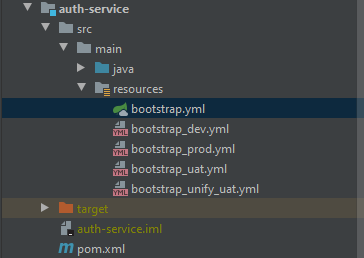 auth-service
src
main
java
resources
bootstrap.yml
bootstrap_dev.yml
bootstrap_prod.yml
bootstrap_uat.yml
bootstrap_unify_uat.yml
target
auth-service.iml
pom.xml